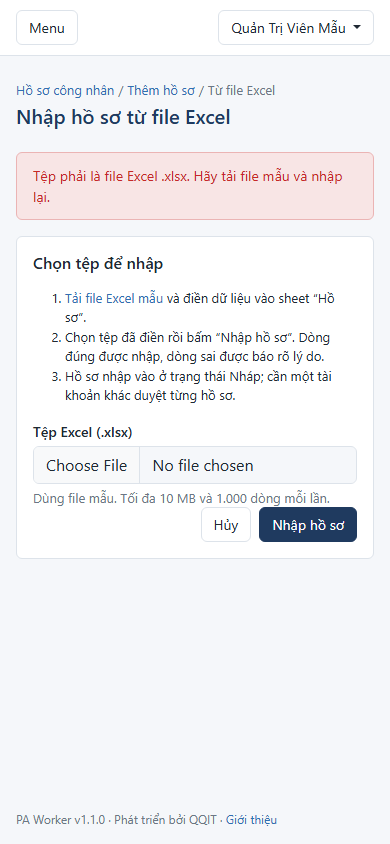 Menu
Quản Trị Viên Mẫu
Hồ sơ công nhân / Thêm hồ sơ / Từ file Excel
Nhập hồ sơ từ file Excel
Tệp phải là file Excel .xlsx. Hãy tải file mẫu và nhập
lại.
Chọn tệp để nhập
1. Tải file Excel mẫu và điền dữ liệu vào sheet “Hồ
sơ”.
2. Chọn tệp đã điền rồi bấm “Nhập hồ sơ”. Dòng
đúng được nhập, dòng sai được báo rõ lý do.
3. Hồ sơ nhập vào ở trạng thái Nháp; cần một tài
khoản khác duyệt từng hồ sơ.
Tệp Excel (.xlsx)
Choose File No file chosen
Dùng file mẫu. Tối đa 10 MB và 1.000 dòng mỗi lần.
Hủy
Nhập hồ sơ
PA Worker v1.1.0 · Phát triển bởi QQIT · Giới thiệu